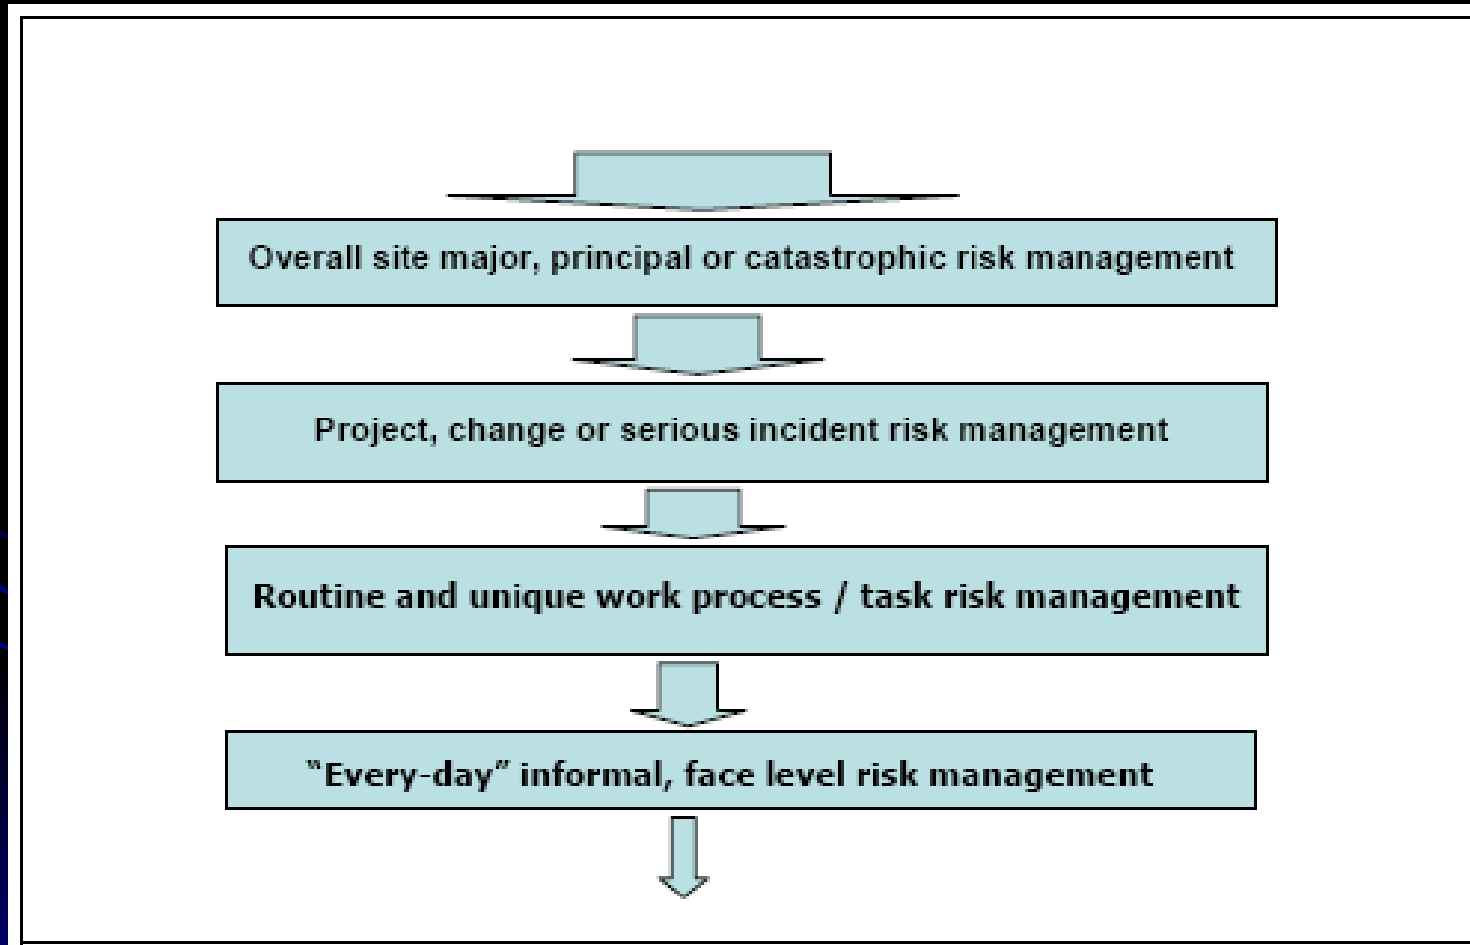 Overall site major, principal or catastrophic risk management
Project, change or serious incident risk management
Routine and unique work process / task risk management
“Every-day” informal, face level risk management